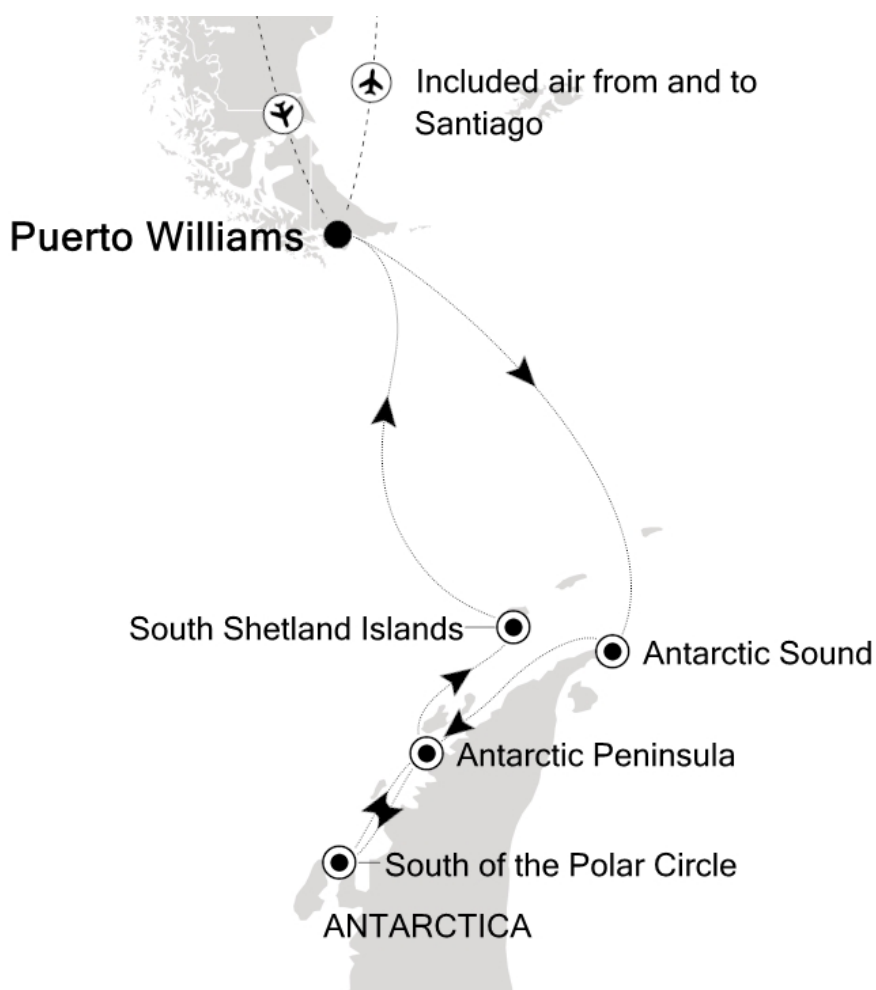 Included air from and to
Santiago
Puerto Williams
South Shetland Islands
Antarctic Sound
Antarctic Peninsula
South of the Polar Circle
ANTARCTICA